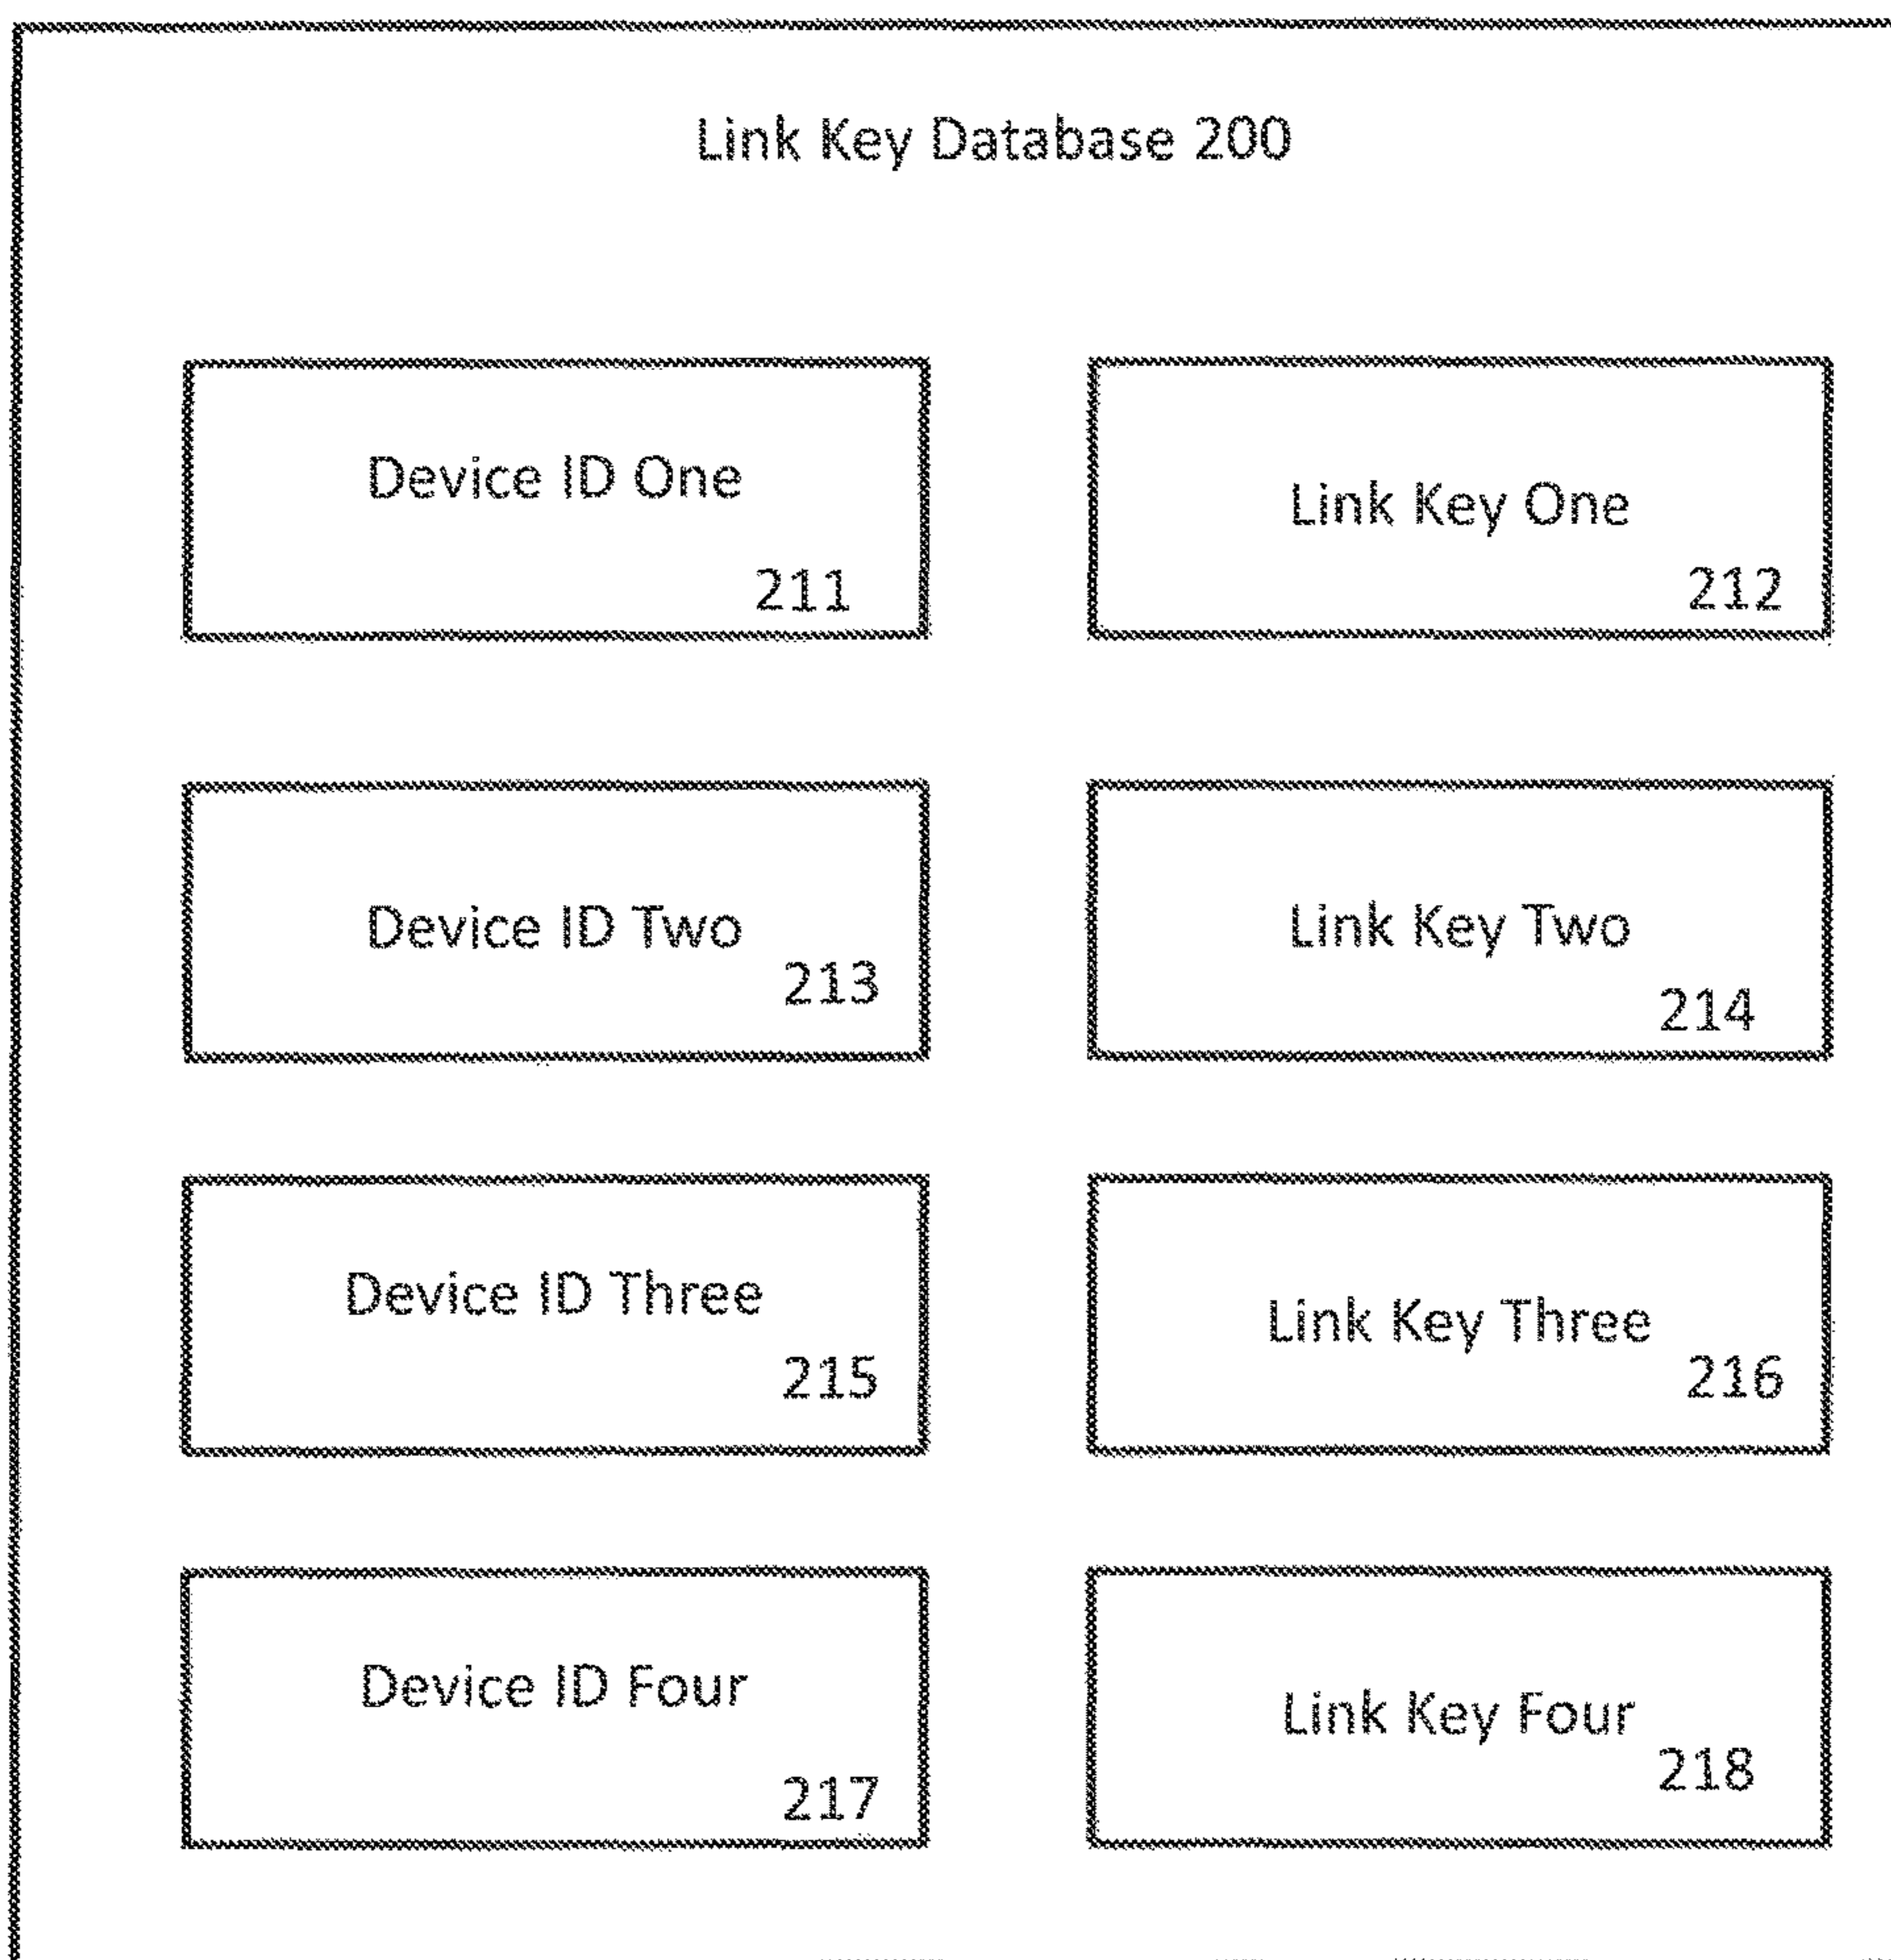 Link Key Database 200
Device ID One
211
Link Key One
212
Device ID Two
213
Link Key Two
214
Device ID Three
215
Link Key Three
216
Device ID Four
217
Link Key Four
218